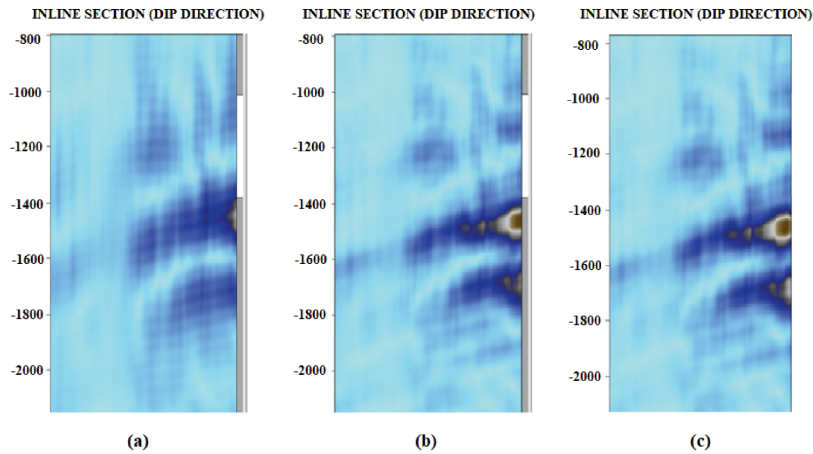 INLINE SECTION (DIP DIRECTION) INLINE SECTION (DIP DIRECTION) INLINE SECTION (DIP DIRECTION)
-800 -800 -800
-1000 -1000 -1000
-1200 -1200 -1200
-1400 -1400 -1400
-1600 -1600 -1600
-1800 -1800 -1800
-2000 -2000 -2000
(a) (b) (c)